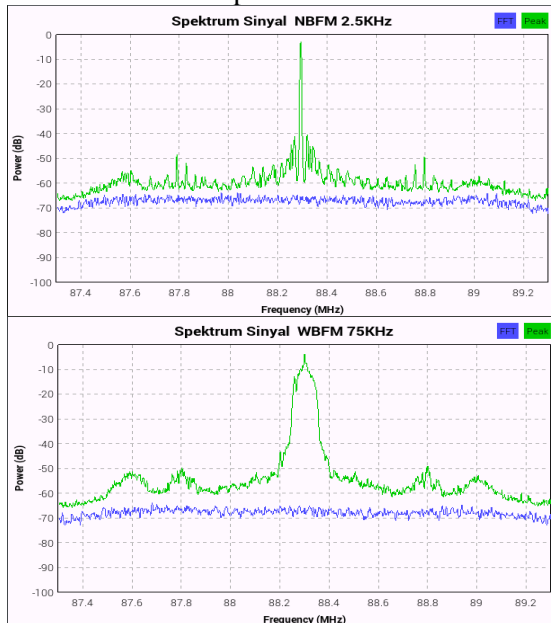 Spektrum Sinyal NBFM 2.5KHz
FFT Peak
0
-10
-20
-30
-40
-50
-60
-70
-80
-90
-100
Power (dB)
87.4 87.6 87.8 88 88.2 88.4 88.6 88.8 89 89.2
Frequency (MHz)
Spektrum Sinyal WBFM 75KHz
FFT Peak
0
-10
-20
-30
-40
-50
-60
-70
-80
-90
-100
Power (dB)
87.4 87.6 87.8 88 88.2 88.4 88.6 88.8 89 89.2
Frequency (MHz)